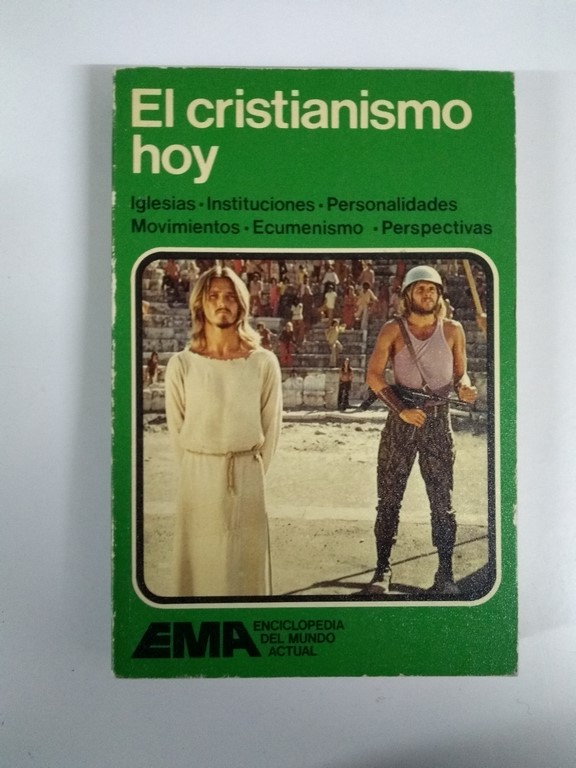 El cristianismo
hoy
Iglesias • Instituciones • Personalidades
Movimientos • Ecumenismo • Perspectivas
EMA
ENCICLOPEDIA
DEL MUNDO
ACTUAL